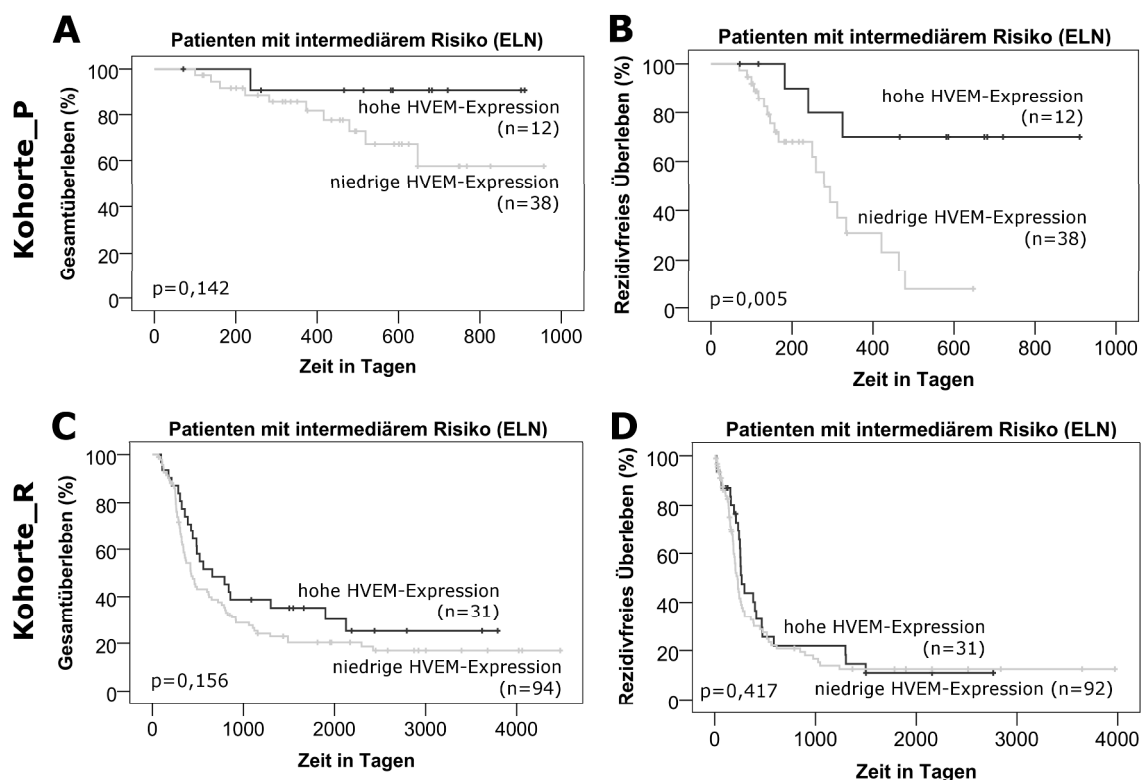 Kohorte_P
A
Patienten mit intermediärem Risiko (ELN)
Gesamtüberleben (%)
100
80
60
40
20
0
hohe HVEM-Expression
(n=12)
niedrige HVEM-Expression
(n=38)
p=0,142
0 200 400 600 800 1000
Zeit in Tagen
B
Patienten mit intermediärem Risiko (ELN)
Rezidivfreies Überleben (%)
100
80
60
40
20
0
hohe HVEM-Expression
(n=12)
niedrige HVEM-Expression
(n=38)
p=0,005
0 200 400 600 800 1000
Zeit in Tagen
Kohorte_R
C
Patienten mit intermediärem Risiko (ELN)
Gesamtüberleben (%)
100
80
60
40
20
0
hohe HVEM-Expression
(n=31)
niedrige HVEM-Expression
(n=94)
p=0,156
0 1000 2000 3000 4000
Zeit in Tagen
D
Patienten mit intermediärem Risiko (ELN)
Rezidivfreies Überleben (%)
100
80
60
40
20
0
hohe HVEM-Expression
(n=31)
niedrige HVEM-Expression (n=92)
p=0,417
0 1000 2000 3000 4000
Zeit in Tagen